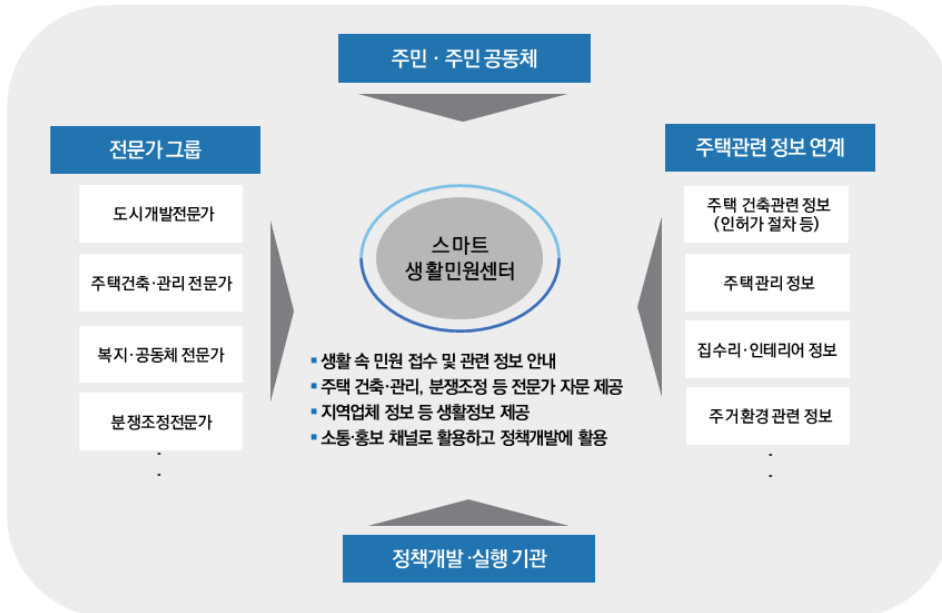 주민 · 주민 공동체
전문가 그룹
도시개발전문가
주택건축·관리 전문가
복지·공동체 전문가
분쟁조정전문가
스마트
생활민원센터
▪ 생활 속 민원 접수 및 관련 정보 안내
▪ 주택 건축·관리, 분쟁조정 등 전문가 자문 제공
▪ 지역업체 정보 등 생활정보 제공
▪ 소통·홍보 채널로 활용하고 정책개발에 활용
주택관련 정보 연계
주택 건축관련 정보
(인허가 절차 등)
주택관리 정보
집수리·인테리어 정보
주거환경 관련 정보
정책개발 ·실행 기관